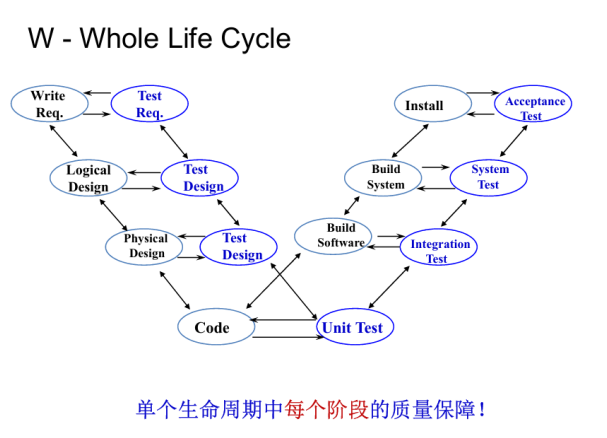 W - Whole Life Cycle
Write
Req.
Test
Req.
Install
Acceptance
Test
Logical
Design
Test
Design
Build
System
System
Test
Physical
Design
Test
Design
Build
Software
Integration
Test
Code
Unit Test
单个生命周期中每个阶段的质量保障！